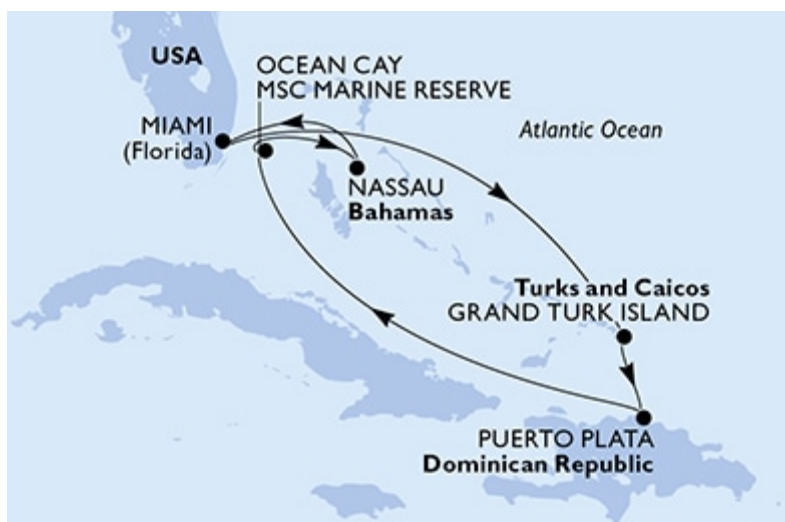 USA
OCEAN CAY
MSC MARINE RESERVE
MIAMI
(Florida)
Atlantic Ocean
NASSAU
Bahamas
Turks and Caicos
GRAND TURK ISLAND
PUERTO PLATA
Dominican Republic